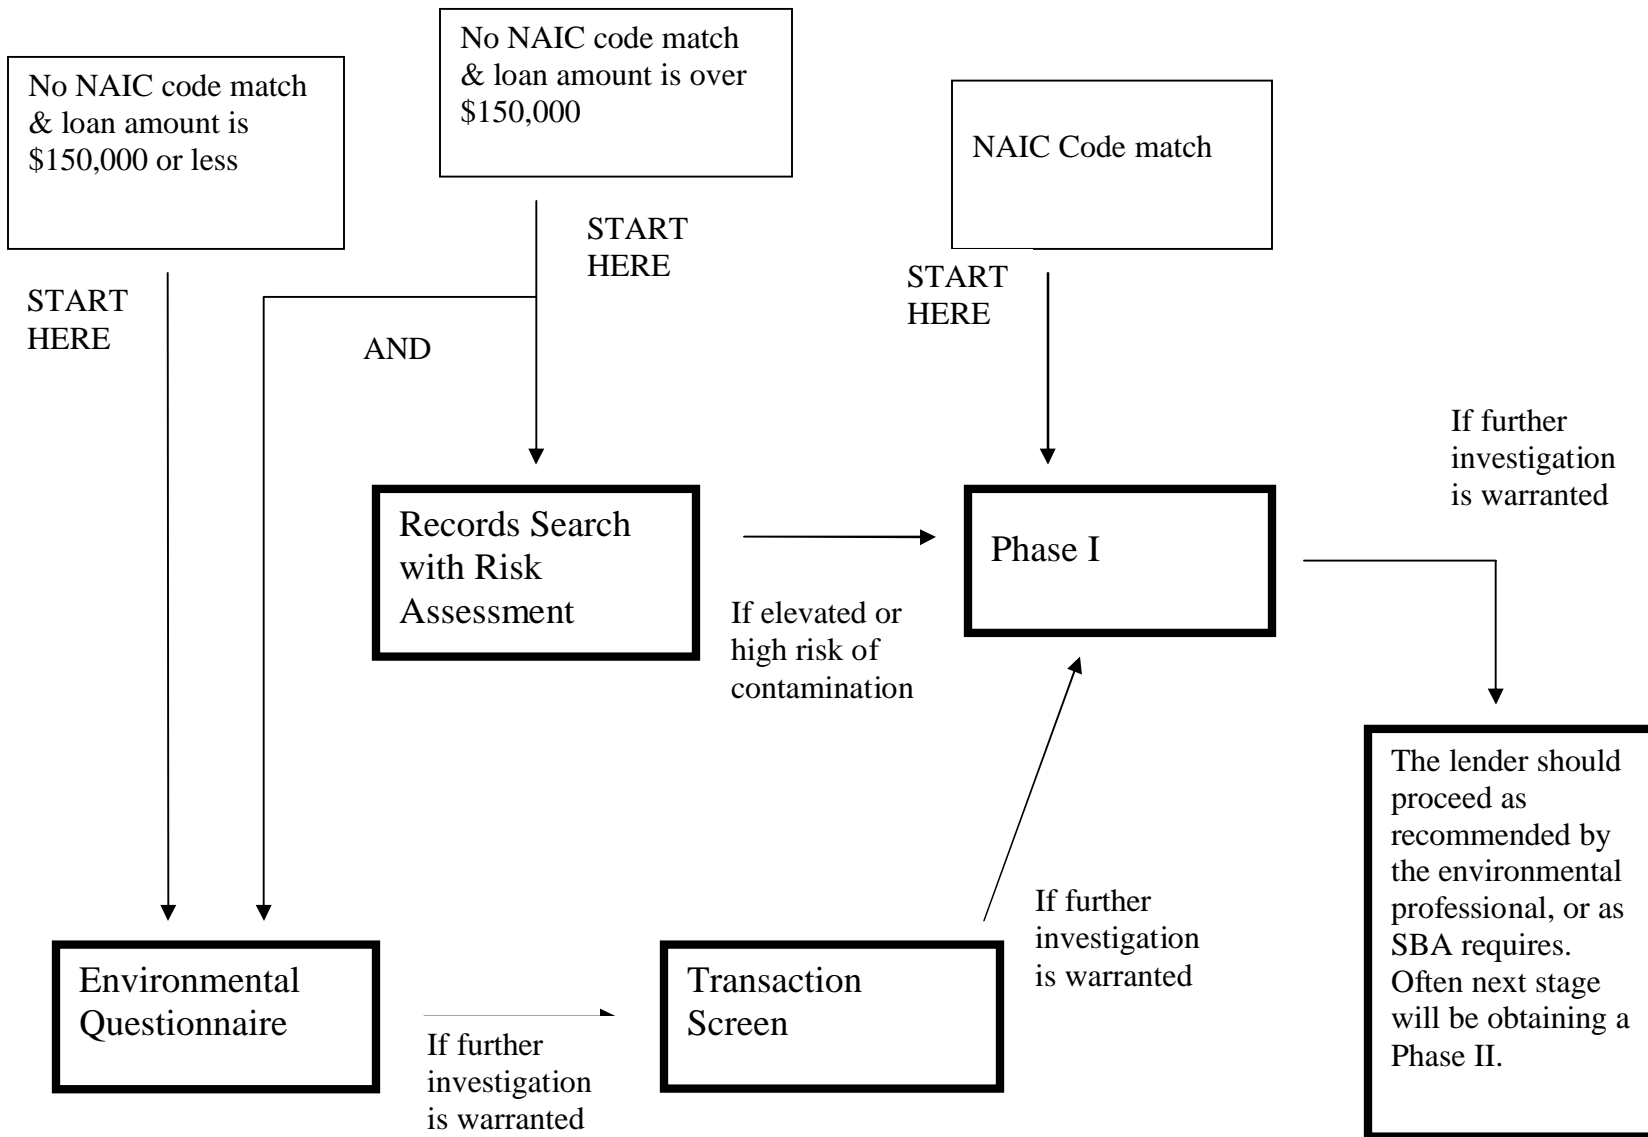 No NAIC code match
& loan amount is
$150,000 or less
No NAIC code match
& loan amount is over
$150,000
NAIC Code match
START
HERE
START
HERE
START
HERE
AND
If further
investigation
is warranted
Records Search
with Risk
Assessment
If elevated or
high risk of
contamination
Phase I
The lender should
proceed as
recommended by
the environmental
professional, or as
SBA requires.
Often next stage
will be obtaining a
Phase II.
Environmental
Questionnaire
If further
investigation
is warranted
Transaction
Screen
If further
investigation
is warranted